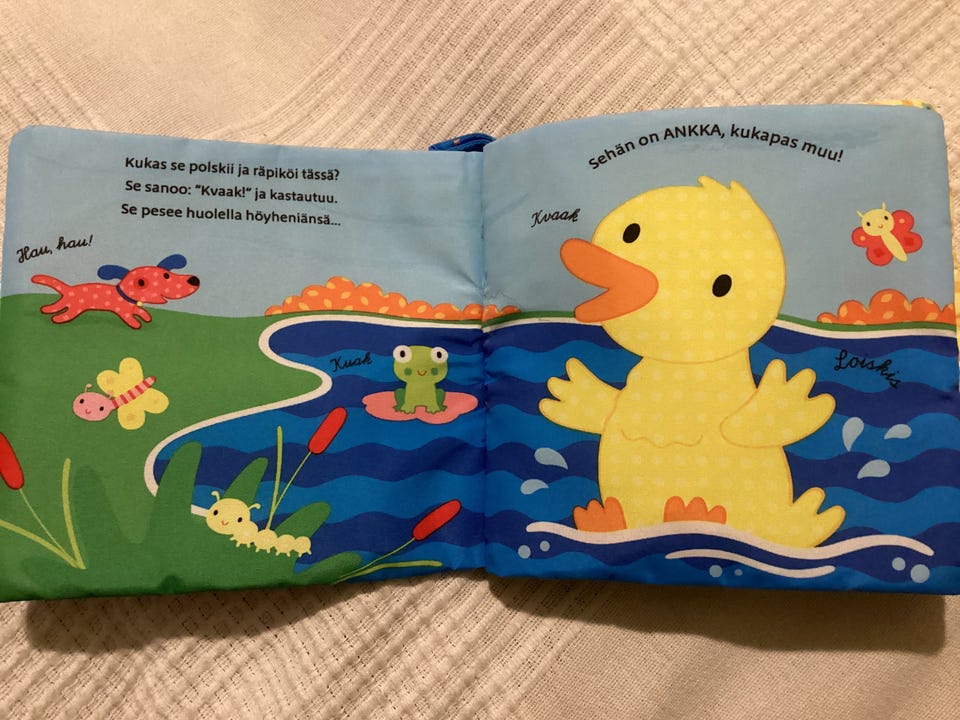 Kukas se polskii ja räpiköi tässä?
Se sanoo: “Kvaak!” ja kastautuu.
Se pesee huolella höyheniänsä...
Hau, hau!
Kuak
Sehän on ANKKA, kukapas muu!
Kvaak
Loiskis